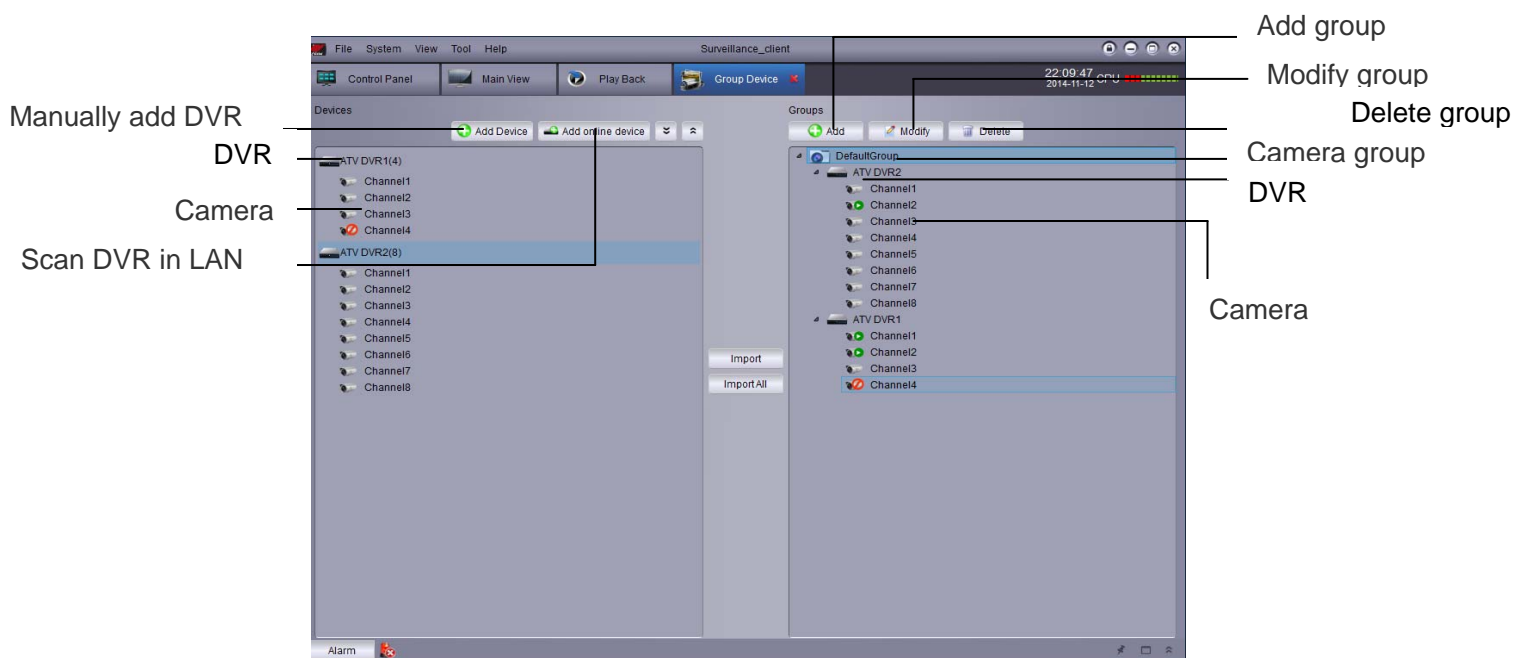 Add group
File System View Tool Help Surveillance_client
Control Panel Main View Play Back Group Device 22:09:47 CPU
2014-11-12
Modify group
Devices Groups
Manually add DVR
Delete group
Add Device Add online device Add Modify Delete
DVR
ATV DVR1(4)
Channel1
Channel2
Channel3
Channel4
Camera
ATV DVR2(8)
Channel1
Channel2
Channel3
Channel4
Channel5
Channel6
Channel7
Channel8
Scan DVR in LAN
Import
Import All
DefaultGroup
Camera group
ATV DVR2
DVR
Channel1
Channel2
Channel3
Channel4
Channel5
Channel6
Channel7
Channel8
Camera
ATV DVR1
Channel1
Channel2
Channel3
Channel4
Alarm